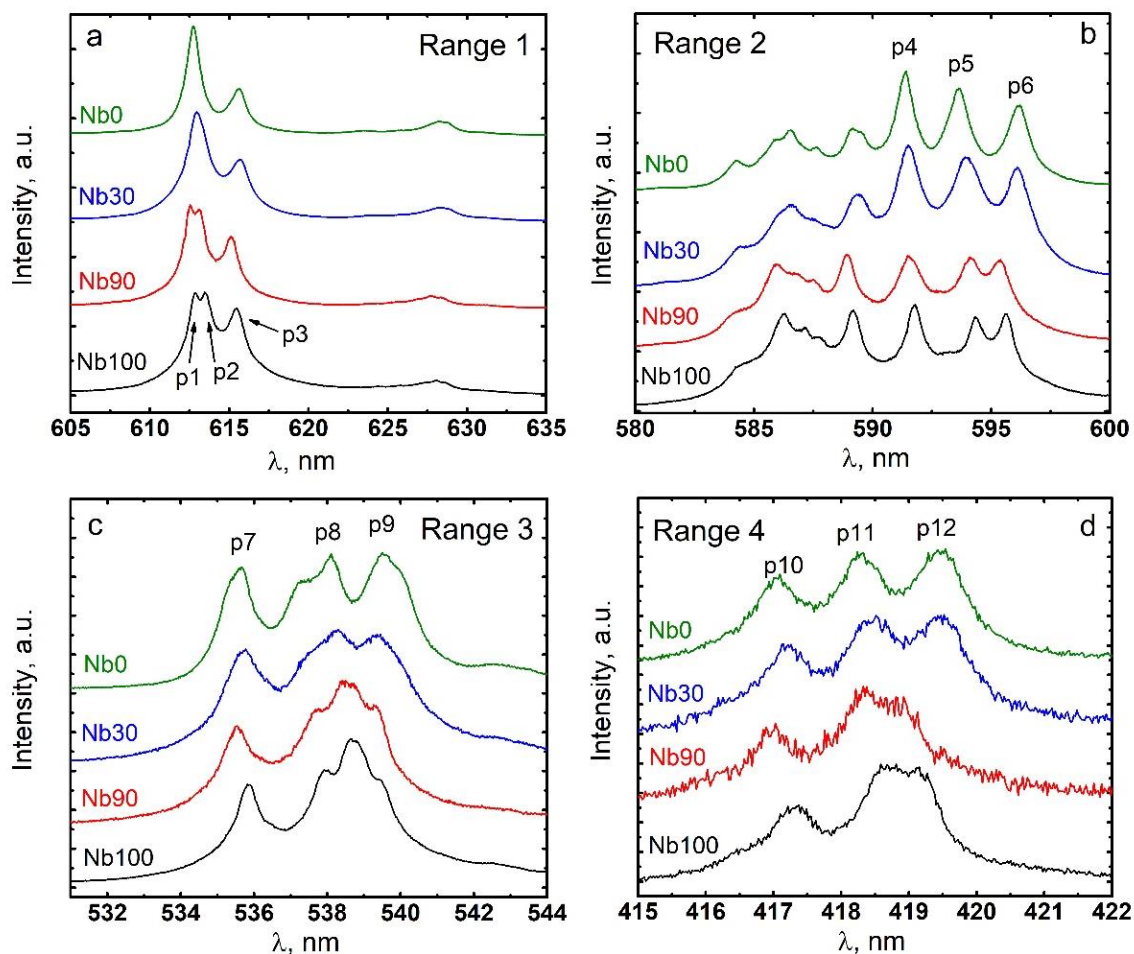 a
Range 1
Nb0
Nb30
Nb90
Nb100
p1
p2
p3
605 610 615 620 625 630 635
λ, nm
Intensity, a.u.
Range 2
b
p4
p5
p6
Nb0
Nb30
Nb90
Nb100
580 585 590 595 600
λ, nm
Intensity, a.u.
c
Range 3
p7
p8
p9
Nb0
Nb30
Nb90
Nb100
532 534 536 538 540 542 544
λ, nm
Intensity, a.u.
Range 4
d
p10
p11
p12
Nb0
Nb30
Nb90
Nb100
415 416 417 418 419 420 421 422
λ, nm
Intensity, a.u.